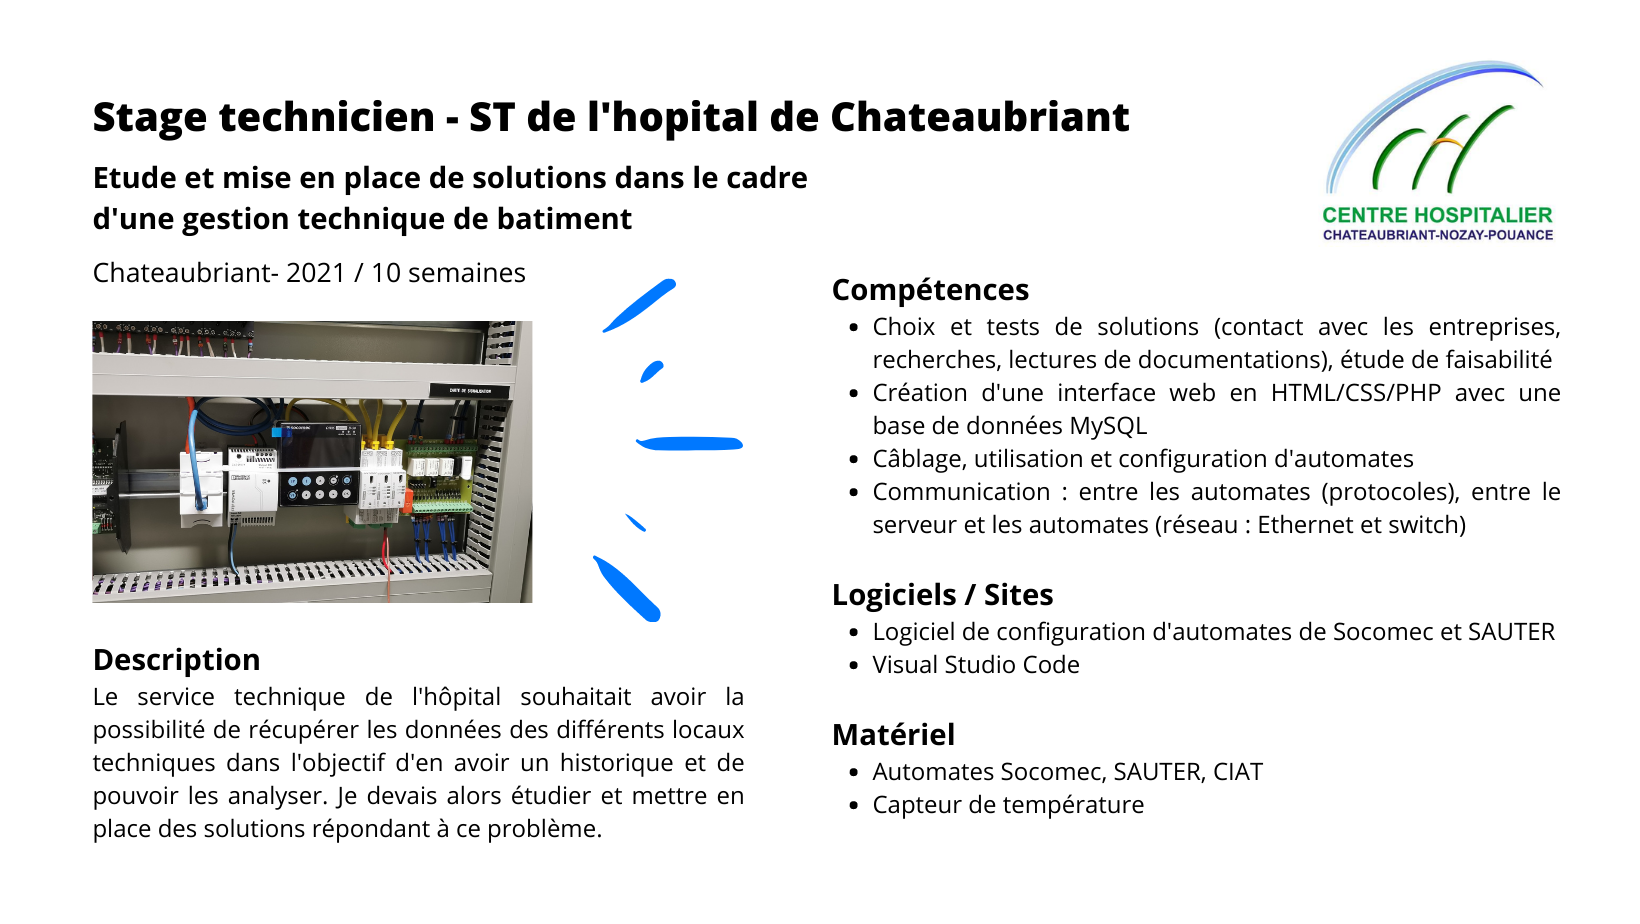 Stage technicien - ST de l'hopital de Chateaubriant
Etude et mise en place de solutions dans le cadre
d'une gestion technique de batiment
Chateaubriant- 2021 / 10 semaines
CENTRE HOSPITALIER
CHATEAUBRIANT-NOZAY-POUANCE
CARTE DE SIGNALISATION
socomec
Description
Le service technique de l'hôpital souhaitait avoir la
possibilité de récupérer les données des différents locaux
techniques dans l'objectif d'en avoir un historique et de
pouvoir les analyser. Je devais alors étudier et mettre en
place des solutions répondant à ce problème.
Compétences
• Choix et tests de solutions (contact avec les entreprises,
recherches, lectures de documentations), étude de faisabilité
• Création d'une interface web en HTML/CSS/PHP avec une
base de données MySQL
• Câblage, utilisation et configuration d'automates
• Communication : entre les automates (protocoles), entre le
serveur et les automates (réseau : Ethernet et switch)
Logiciels / Sites
• Logiciel de configuration d'automates de Socomec et SAUTER
• Visual Studio Code
Matériel
• Automates Socomec, SAUTER, CIAT
• Capteur de température